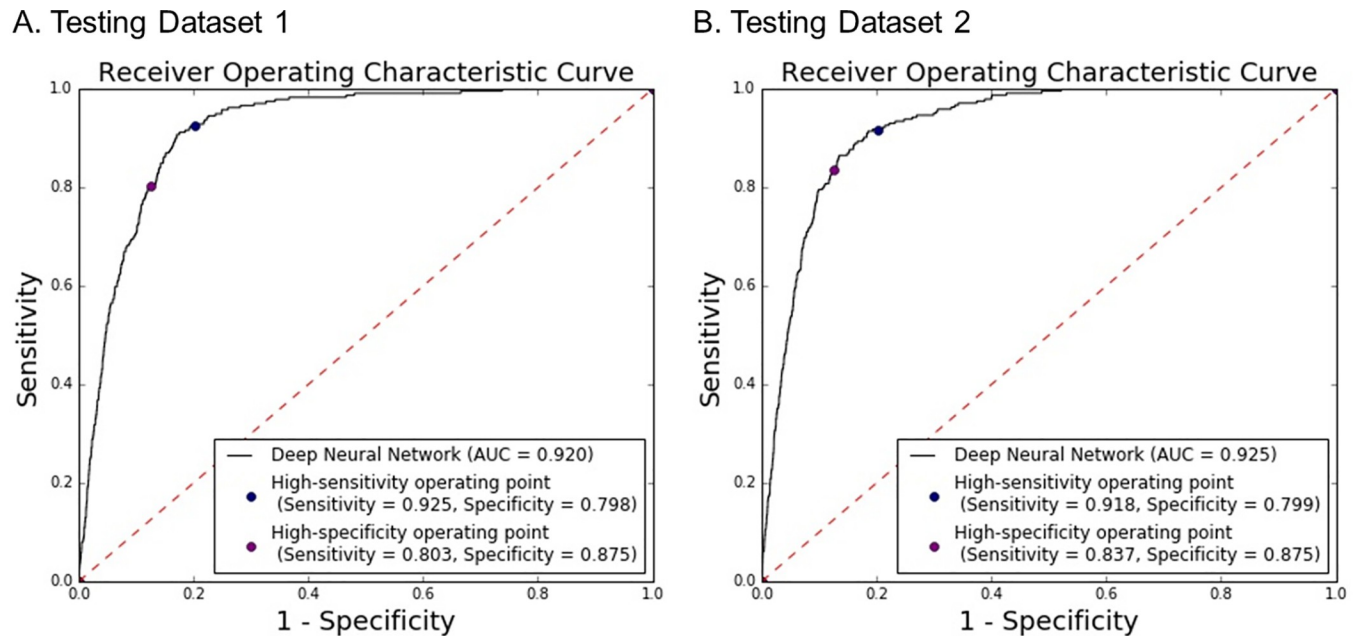 A. Testing Dataset 1
Receiver Operating Characteristic Curve
1.0
0.8
0.6
0.4
0.2
0.0
Sensitivity
Deep Neural Network (AUC = 0.920)
High-sensitivity operating point
(Sensitivity = 0.925, Specificity = 0.798)
High-specificity operating point
(Sensitivity = 0.803, Specificity = 0.875)
0.0 0.2 0.4 0.6 0.8 1.0
1 - Specificity
B. Testing Dataset 2
Receiver Operating Characteristic Curve
1.0
0.8
0.6
0.4
0.2
0.0
Sensitivity
Deep Neural Network (AUC = 0.925)
High-sensitivity operating point
(Sensitivity = 0.918, Specificity = 0.799)
High-specificity operating point
(Sensitivity = 0.837, Specificity = 0.875)
0.0 0.2 0.4 0.6 0.8 1.0
1 - Specificity